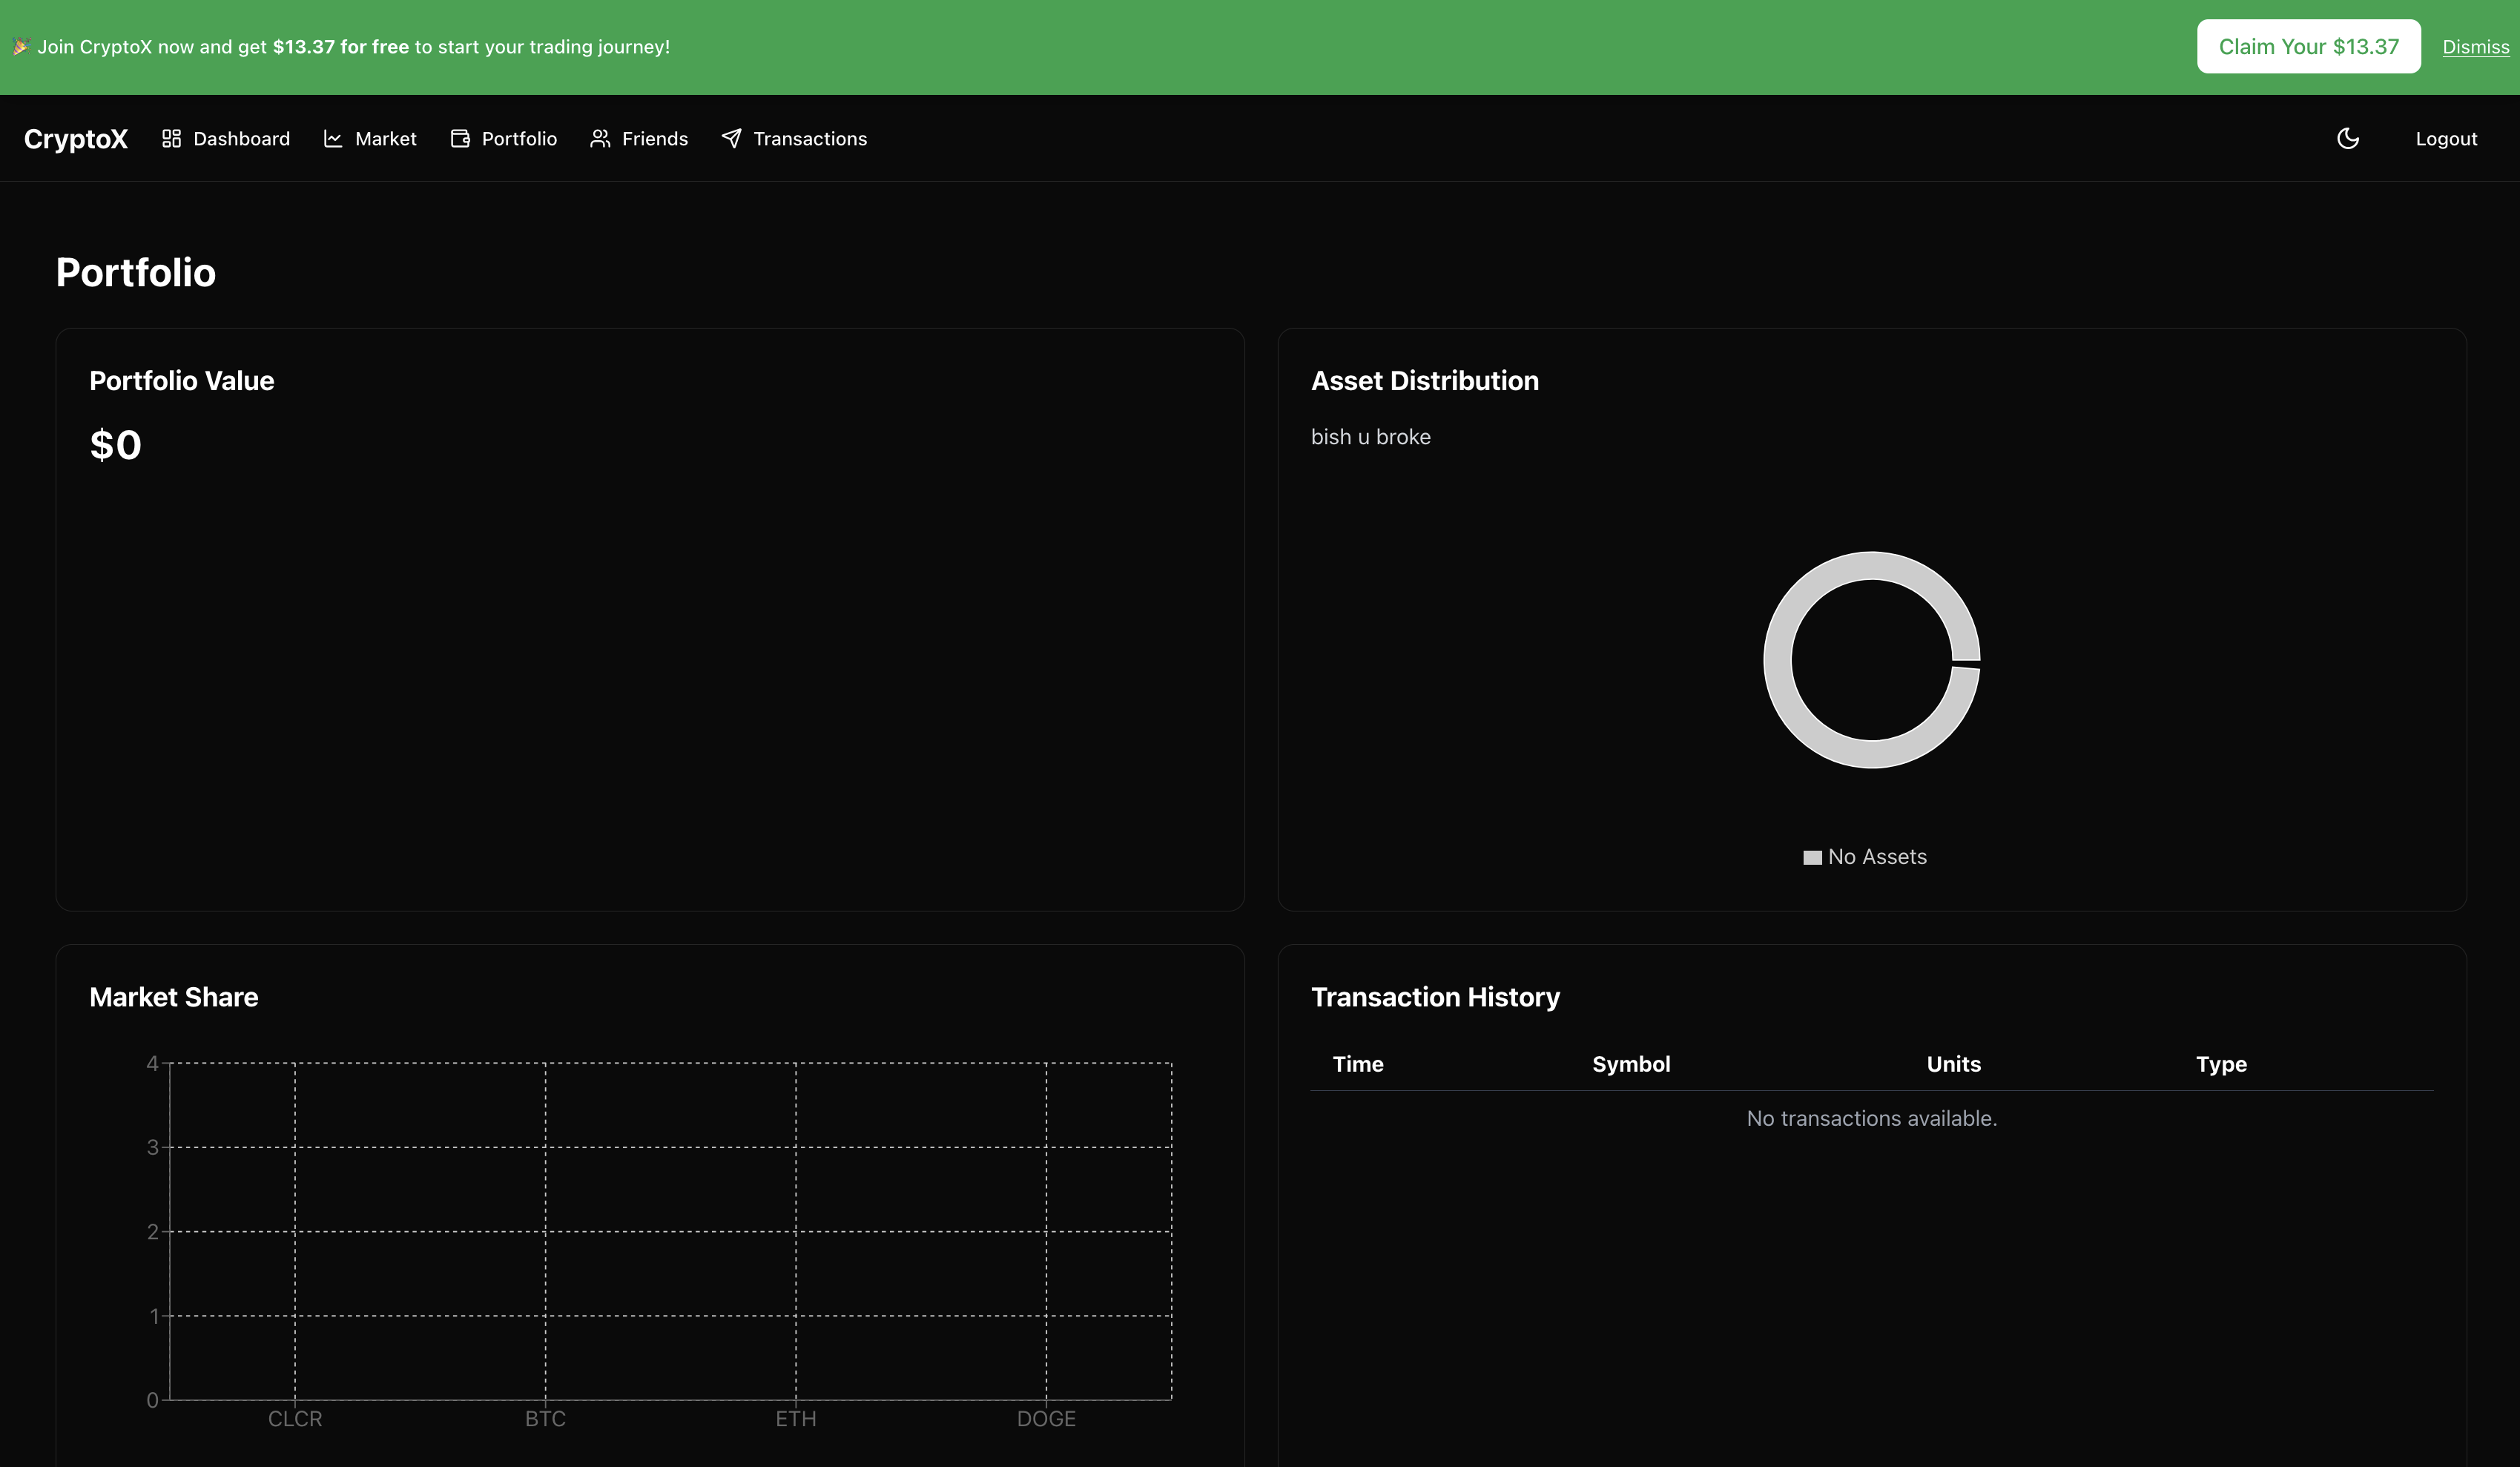 🎉 Join CryptoX now and get $13.37 for free to start your trading journey!
Claim Your $13.37
Dismiss
CryptoX
Dashboard
Market
Portfolio
Friends
Transactions
Logout
Portfolio
Portfolio Value
$0
Asset Distribution
bish u broke
No Assets
Market Share
4
3
2
1
0
CLCR
BTC
ETH
DOGE
Transaction History
Time Symbol Units Type
No transactions available.